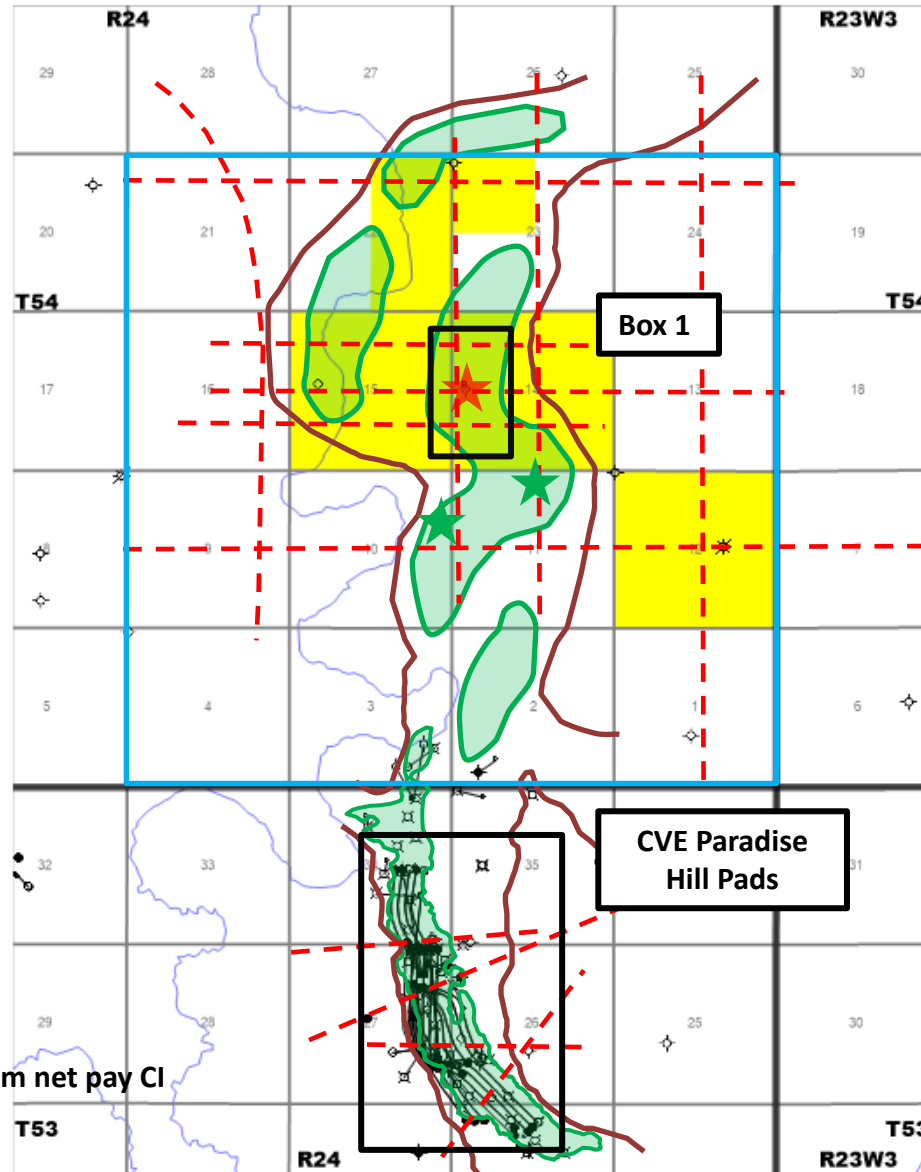 R24 R23W3
29 28 27 26 25 30
20 21 22 23 24 19
T54 T54
Box 1
17 16 15 14 13 18
8 9 10 11 12 7
5 4 3 2 1 6
CVE Paradise
Hill Pads
32 33 34 35 31
29 28 27 26 25 30
m net pay CI
T53 T53
R24 R23W3